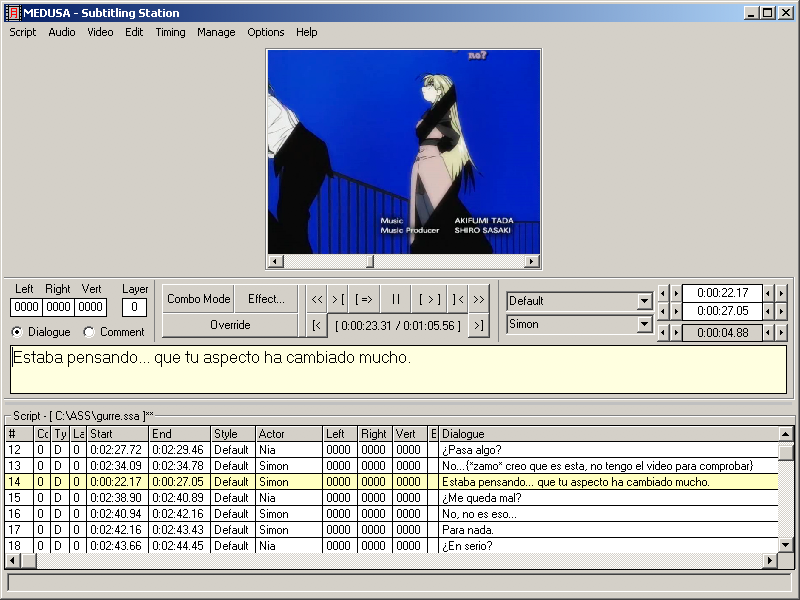 MEDUSA - Subtitling Station
Script Audio Video Edit Timing Manage Options Help
no?
Music AKIFUMI TADA
Music Producer SHIRO SASAKI
Left Right Vert Layer
0000 0000 0000 0
Dialogue Comment
Combo Mode Effect...
Override
<< >[ [=> || [>] ]< >>
[< [ 0:00:23.31 / 0:01:05.56 ] >]
Default
Simon
0:00:22.17
0:00:27.05
0:00:04.88
Estaba pensando... que tu aspecto ha cambiado mucho.
Script - [ C:\ASS\gurre.ssa ]**
# Cc Ty La Start End Style Actor Left Right Vert E Dialogue
12 0 D 0 0:02:27.72 0:02:29.46 Default Nia 0000 0000 0000 ¿Pasa algo?
13 0 D 0 0:02:34.09 0:02:34.78 Default Simon 0000 0000 0000 No...{*zamo* creo que es esta, no tengo el video para comprobar}
14 0 D 0 0:00:22.17 0:00:27.05 Default Simon 0000 0000 0000 Estaba pensando... que tu aspecto ha cambiado mucho.
15 0 D 0 0:02:38.90 0:02:40.89 Default Nia 0000 0000 0000 ¿Me queda mal?
16 0 D 0 0:02:40.94 0:02:42.16 Default Simon 0000 0000 0000 No, no es eso...
17 0 D 0 0:02:42.16 0:02:43.43 Default Simon 0000 0000 0000 Para nada.
18 0 D 0 0:02:43.66 0:02:44.45 Default Nia 0000 0000 0000 ¿En serio?